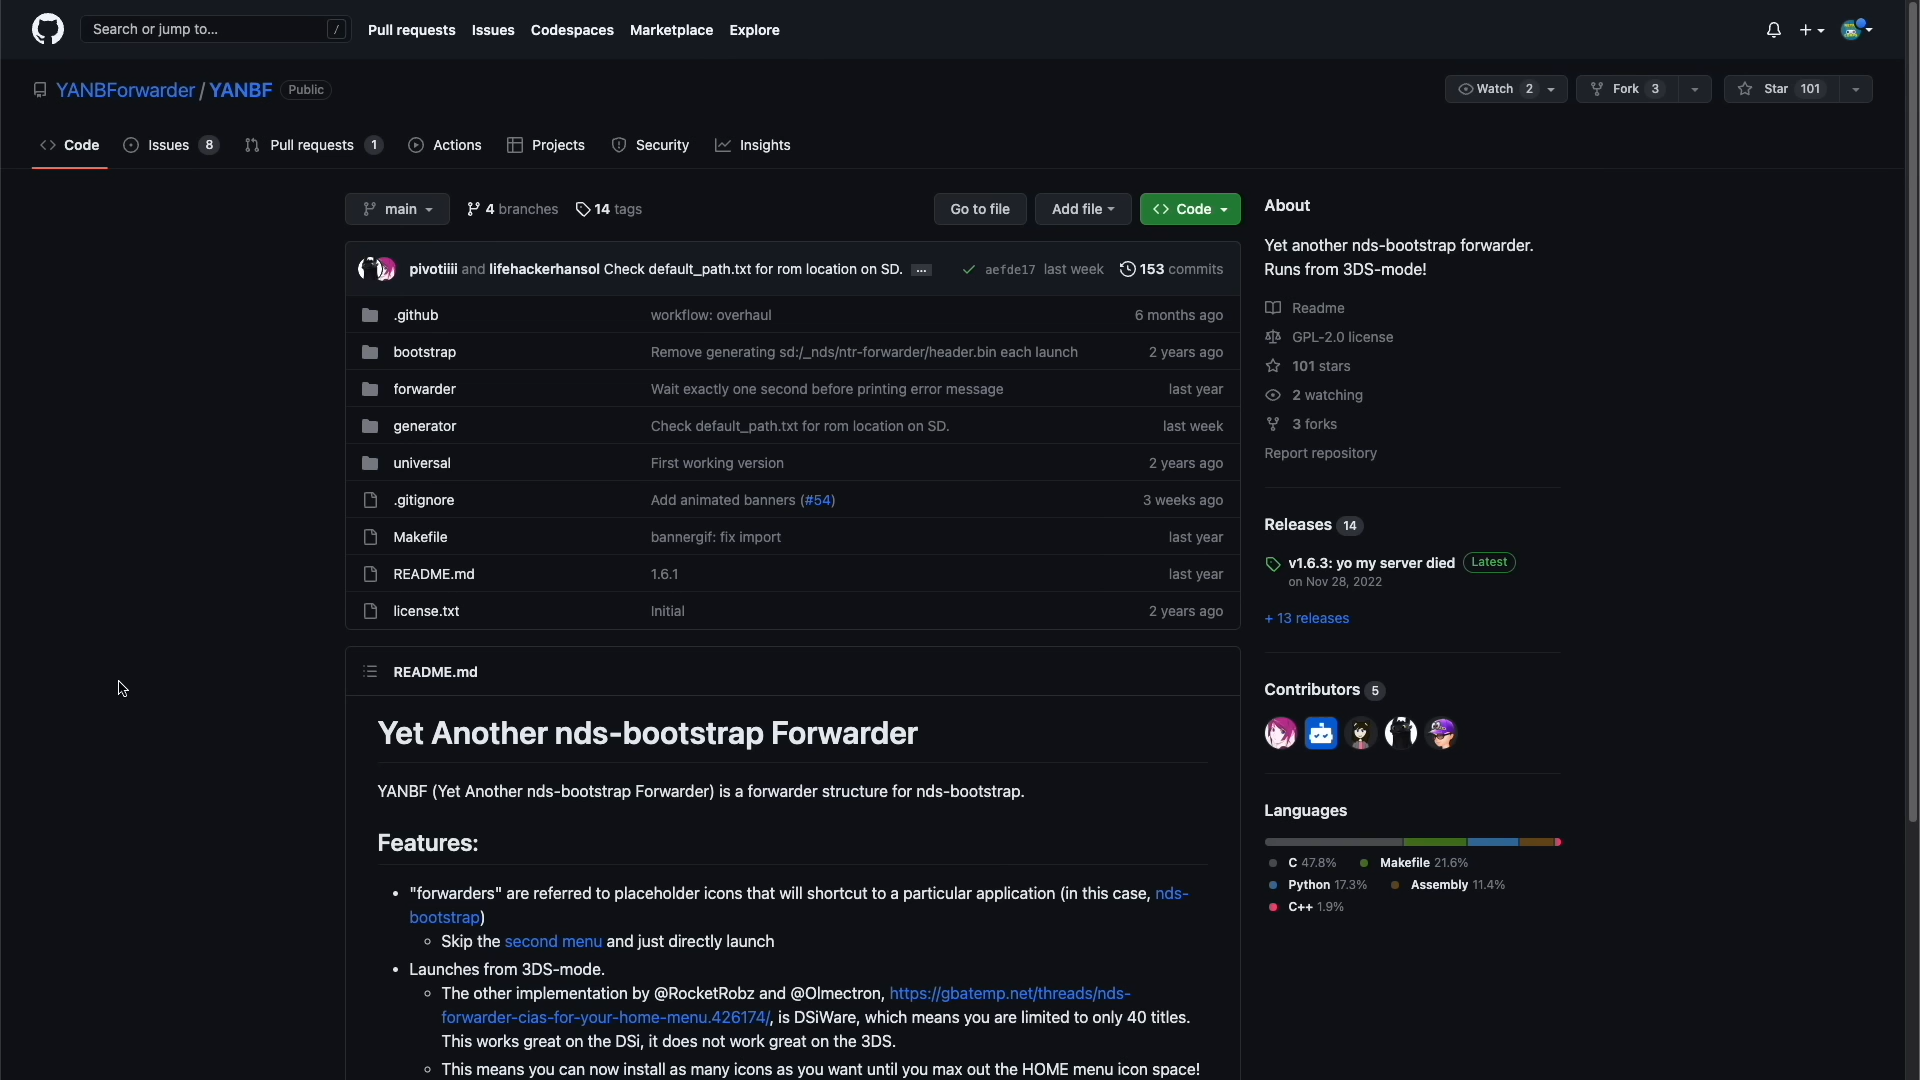 Search or jump to... /
Pull requests Issues Codespaces Marketplace Explore
YANBForwarder / YANBF Public
Watch 2 Fork 3 Star 101
Code Issues 8 Pull requests 1 Actions Projects Security Insights
main 4 branches 14 tags
Go to file Add file Code
pivotiiii and lifehackerhansol Check default_path.txt for rom location on SD. ... aefde17 last week 153 commits
.github workflow: overhaul 6 months ago
bootstrap Remove generating sd:/_nds/ntr-forwarder/header.bin each launch 2 years ago
forwarder Wait exactly one second before printing error message last year
generator Check default_path.txt for rom location on SD. last week
universal First working version 2 years ago
.gitignore Add animated banners (#54) 3 weeks ago
Makefile bannergif: fix import last year
README.md 1.6.1 last year
license.txt Initial 2 years ago
README.md
Yet Another nds-bootstrap Forwarder
YANBF (Yet Another nds-bootstrap Forwarder) is a forwarder structure for nds-bootstrap.
Features:
• "forwarders" are referred to placeholder icons that will shortcut to a particular application (in this case, nds-
bootstrap)
◦ Skip the second menu and just directly launch
• Launches from 3DS-mode.
◦ The other implementation by @RocketRobz and @Olmectron, https://gbatemp.net/threads/nds-
forwarder-cias-for-your-home-menu.426174/, is DSiWare, which means you are limited to only 40 titles.
This works great on the DSi, it does not work great on the 3DS.
◦ This means you can now install as many icons as you want until you max out the HOME menu icon space!
About
Yet another nds-bootstrap forwarder.
Runs from 3DS-mode!
Readme
GPL-2.0 license
101 stars
2 watching
3 forks
Report repository
Releases 14
v1.6.3: yo my server died Latest
on Nov 28, 2022
+ 13 releases
Contributors 5
Languages
C 47.8% Makefile 21.6%
Python 17.3% Assembly 11.4%
C++ 1.9%